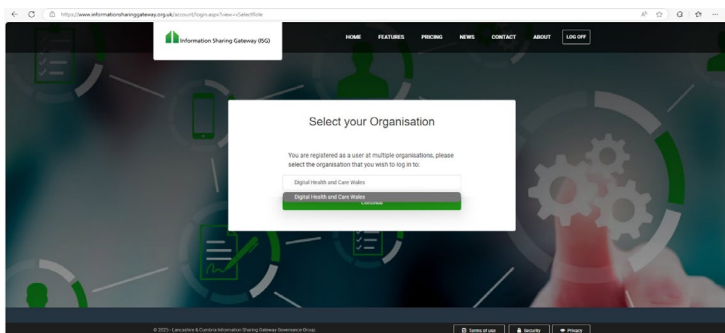 https://www.informationsharinggateway.org.uk/account/login.aspx?view=vSelectRole
Information Sharing Gateway (ISG)
HOME FEATURES PRICING NEWS CONTACT ABOUT LOG OFF
Select your Organisation
You are registered as a user at multiple organisations, please
select the organisation that you wish to log in to:
Digital Health and Care Wales
Digital Health and Care Wales
Continue
© 2025 - Lancashire & Cumbria Information Sharing Gateway Governance Group.
Terms of use Security Privacy